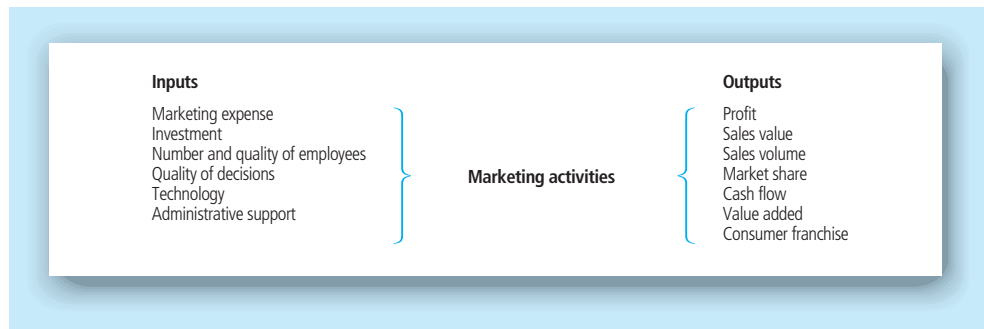 Inputs
Marketing expense
Investment
Number and quality of employees
Quality of decisions
Technology
Administrative support
Marketing activities
Outputs
Profit
Sales value
Sales volume
Market share
Cash flow
Value added
Consumer franchise